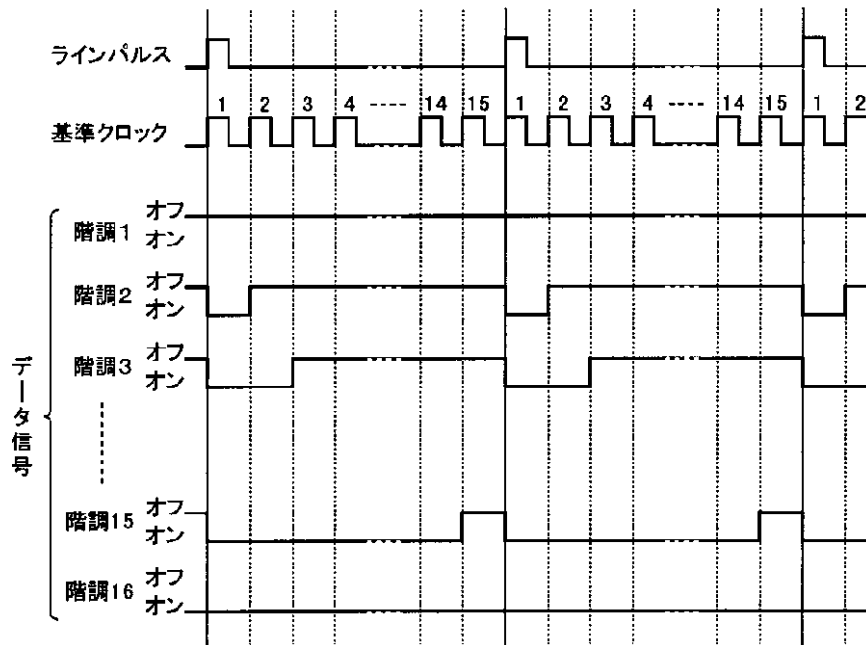 ラインパルス
1 2 3 4 14 15 1 2 3 4 14 15 1 2
基準クロック
オフ
階調1
オン
オフ
階調2
オン
オフ
階調3
オン
データ信号
オフ
階調15
オン
オフ
階調16
オン